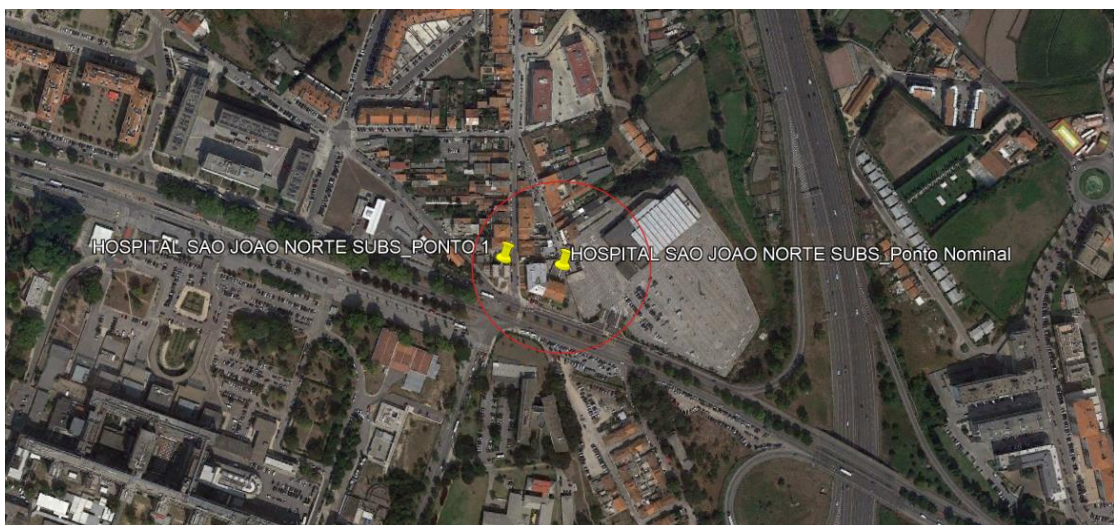 HOSPITAL SAO JOAO NORTE SUBS_PONTO 1
HOSPITAL SAO JOAO NORTE SUBS_Ponto Nominal